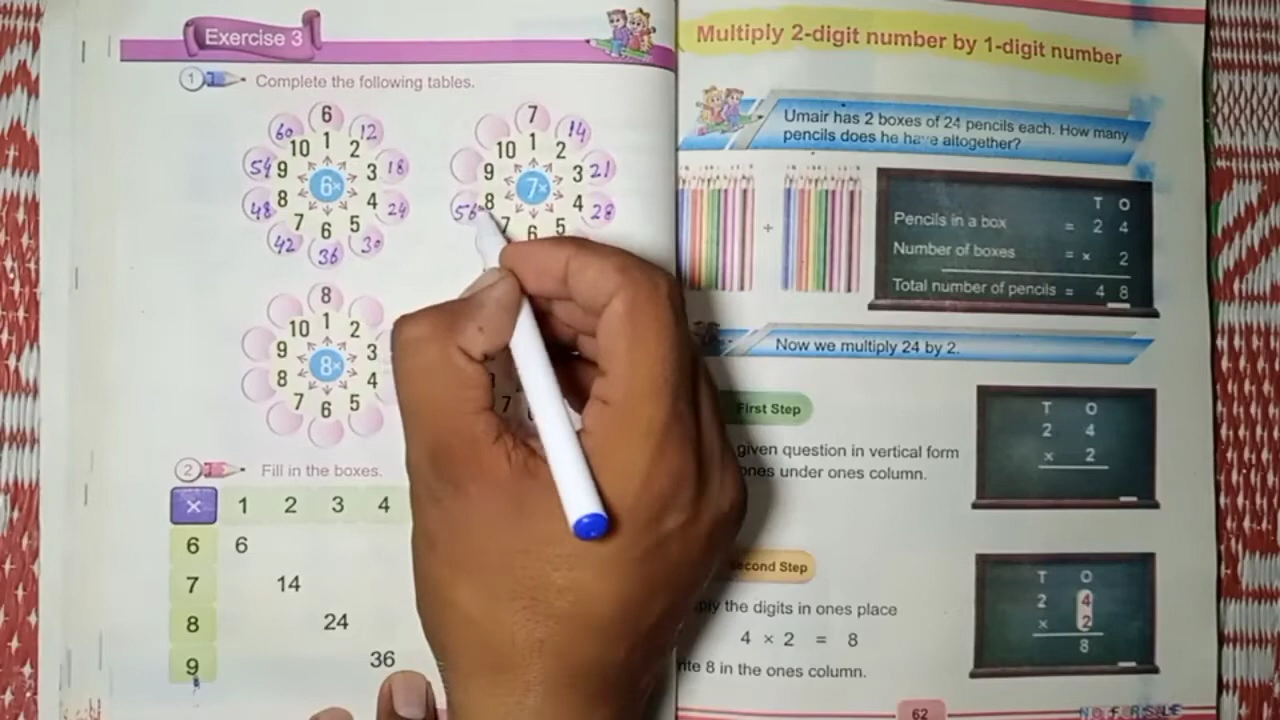 Exercise 3
1 Complete the following tables.
6
60 12
10 1 2
54 9 3 18
6×
48 8 4 24
7 6 5
42 36 30
7
14
10 1 2
9 3 21
7×
56 8 4 28
7 6 5
8
10 1 2
9 3
8×
8 4
7 6 5
7
2 Fill in the boxes.
× 1 2 3 4
6 6
7 14
8 24
9 36
Multiply 2-digit number by 1-digit number
Umair has 2 boxes of 24 pencils each. How many
pencils does he have altogether?
+
T O
Pencils in a box = 2 4
Number of boxes = × 2
Total number of pencils = 4 8
Now we multiply 24 by 2.
First Step
given question in vertical form
ones under ones column.
T O
2 4
× 2
Second Step
the digits in ones place
4 × 2 = 8
8 in the ones column.
T O
2 4
× 2
8
62
NOT FOR SALE